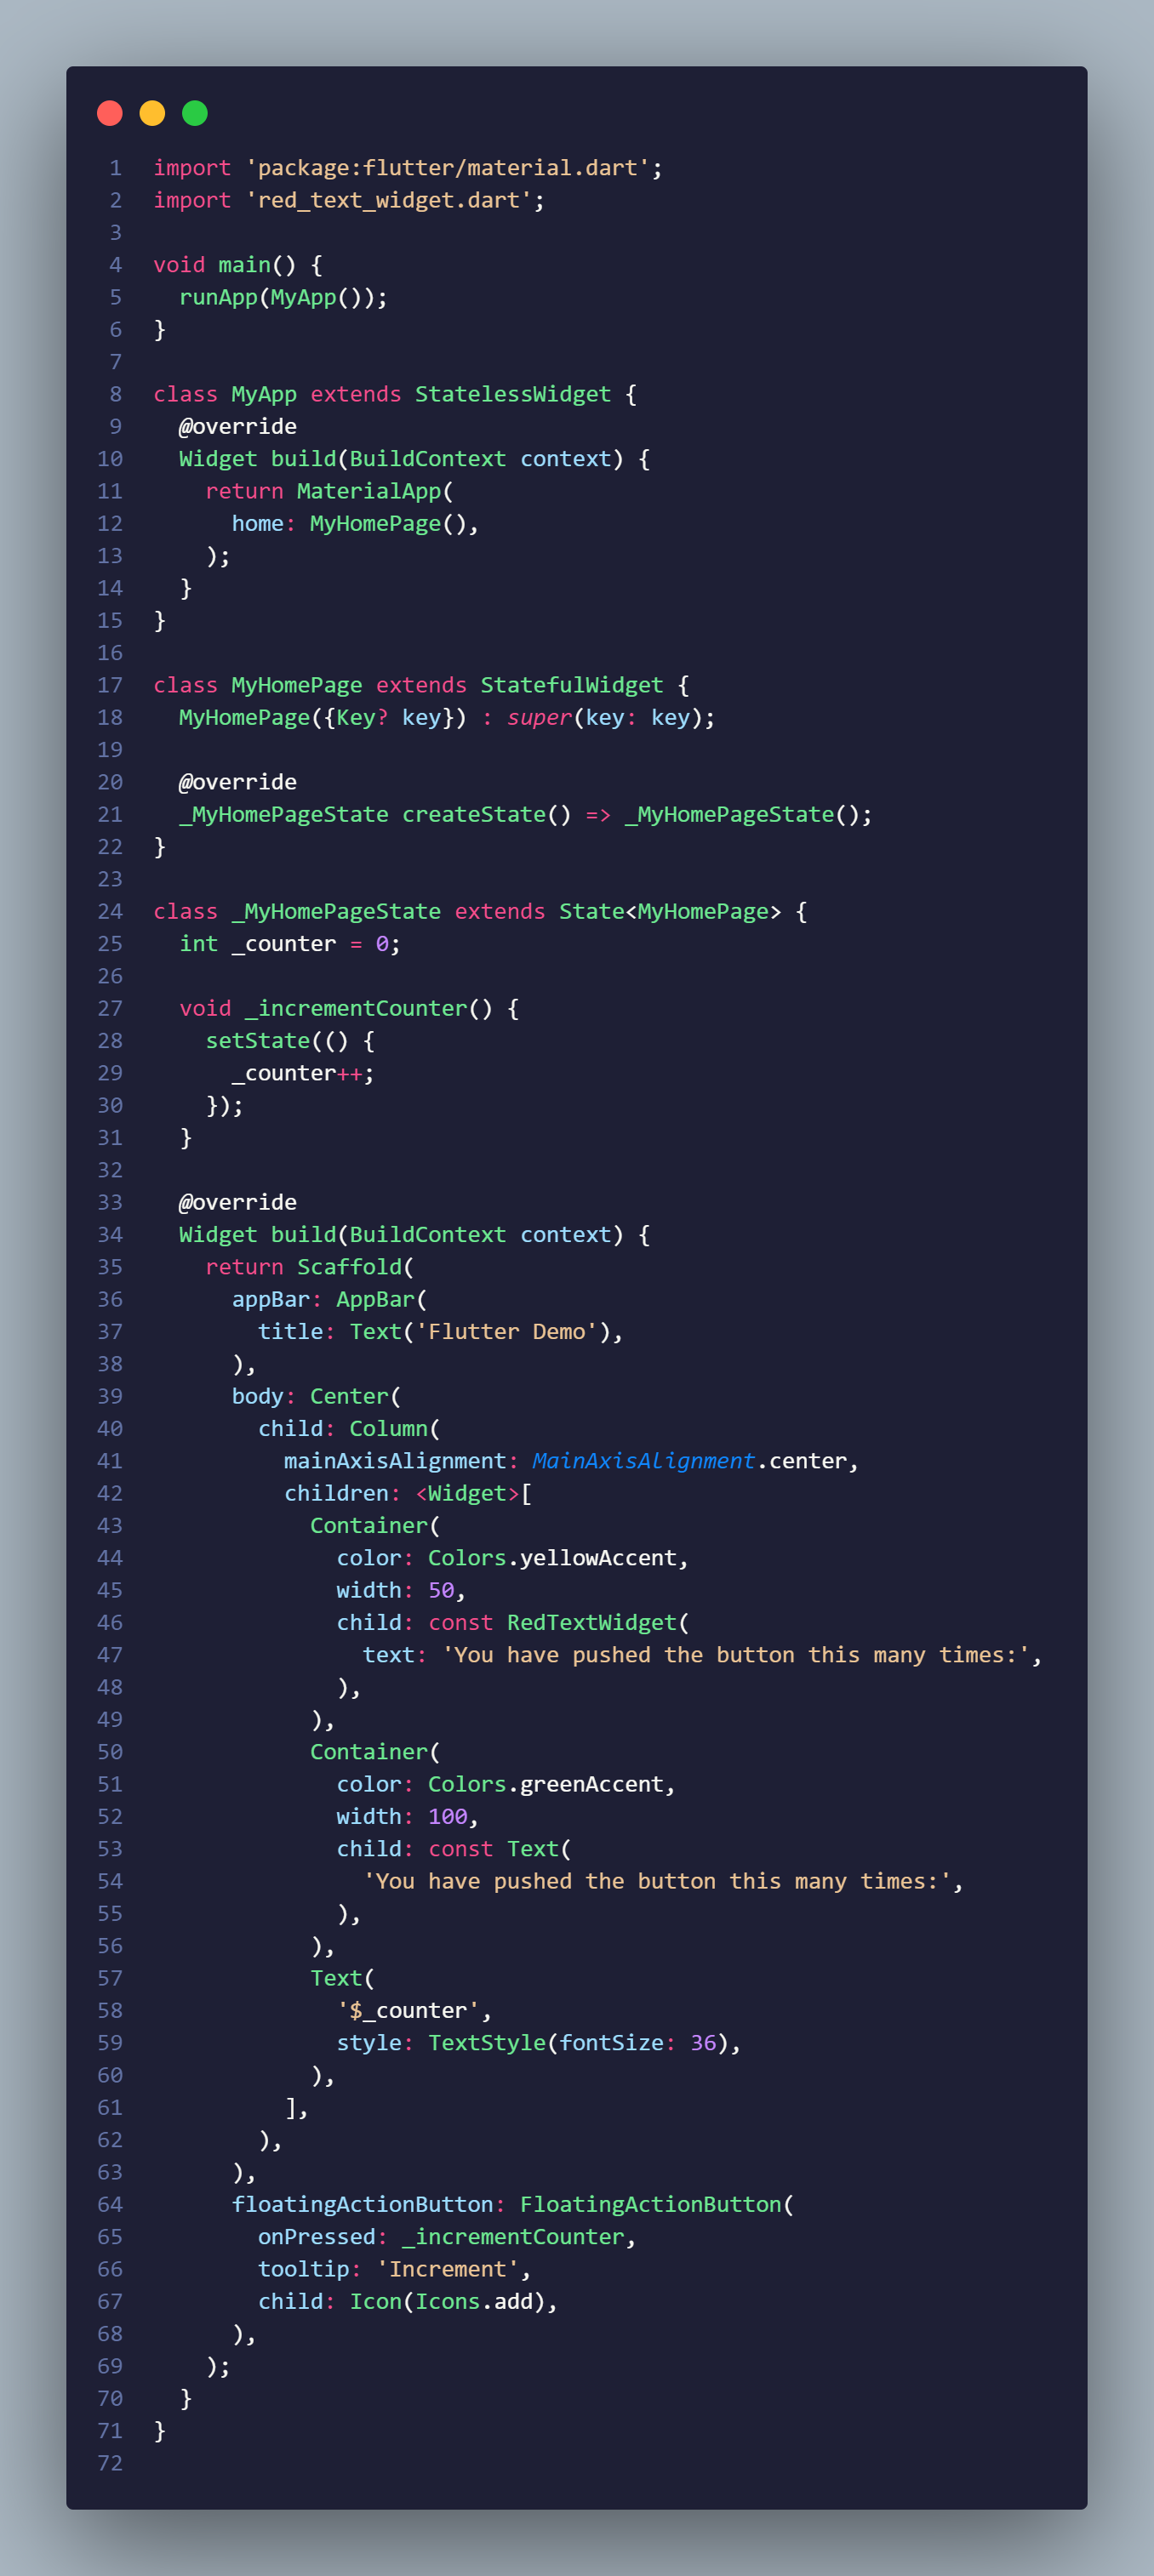 1 import 'package:flutter/material.dart';
2 import 'red_text_widget.dart';
3
4 void main() {
5   runApp(MyApp());
6 }
7
8 class MyApp extends StatelessWidget {
9   @override
10   Widget build(BuildContext context) {
11     return MaterialApp(
12       home: MyHomePage(),
13     );
14   }
15 }
16
17 class MyHomePage extends StatefulWidget {
18   MyHomePage({Key? key}) : super(key: key);
19
20   @override
21   _MyHomePageState createState() => _MyHomePageState();
22 }
23
24 class _MyHomePageState extends State<MyHomePage> {
25   int _counter = 0;
26
27   void _incrementCounter() {
28     setState(() {
29       _counter++;
30     });
31   }
32
33   @override
34   Widget build(BuildContext context) {
35     return Scaffold(
36       appBar: AppBar(
37         title: Text('Flutter Demo'),
38       ),
39       body: Center(
40         child: Column(
41           mainAxisAlignment: MainAxisAlignment.center,
42           children: <Widget>[
43             Container(
44               color: Colors.yellowAccent,
45               width: 50,
46               child: const RedTextWidget(
47                 text: 'You have pushed the button this many times:',
48               ),
49             ),
50             Container(
51               color: Colors.greenAccent,
52               width: 100,
53               child: const Text(
54                 'You have pushed the button this many times:',
55               ),
56             ),
57             Text(
58               '$_counter',
59               style: TextStyle(fontSize: 36),
60             ),
61           ],
62         ),
63       ),
64       floatingActionButton: FloatingActionButton(
65         onPressed: _incrementCounter,
66         tooltip: 'Increment',
67         child: Icon(Icons.add),
68       ),
69     );
70   }
71 }
72